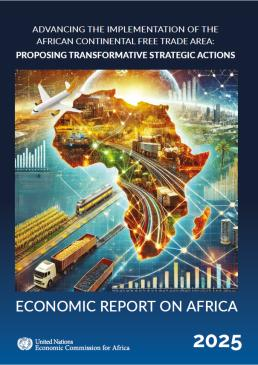 ADVANCING THE IMPLEMENTATION OF THE
AFRICAN CONTINENTAL FREE TRADE AREA:
PROPOSING TRANSFORMATIVE STRATEGIC ACTIONS
ECONOMIC REPORT ON AFRICA
United Nations
Economic Commission for Africa
2025